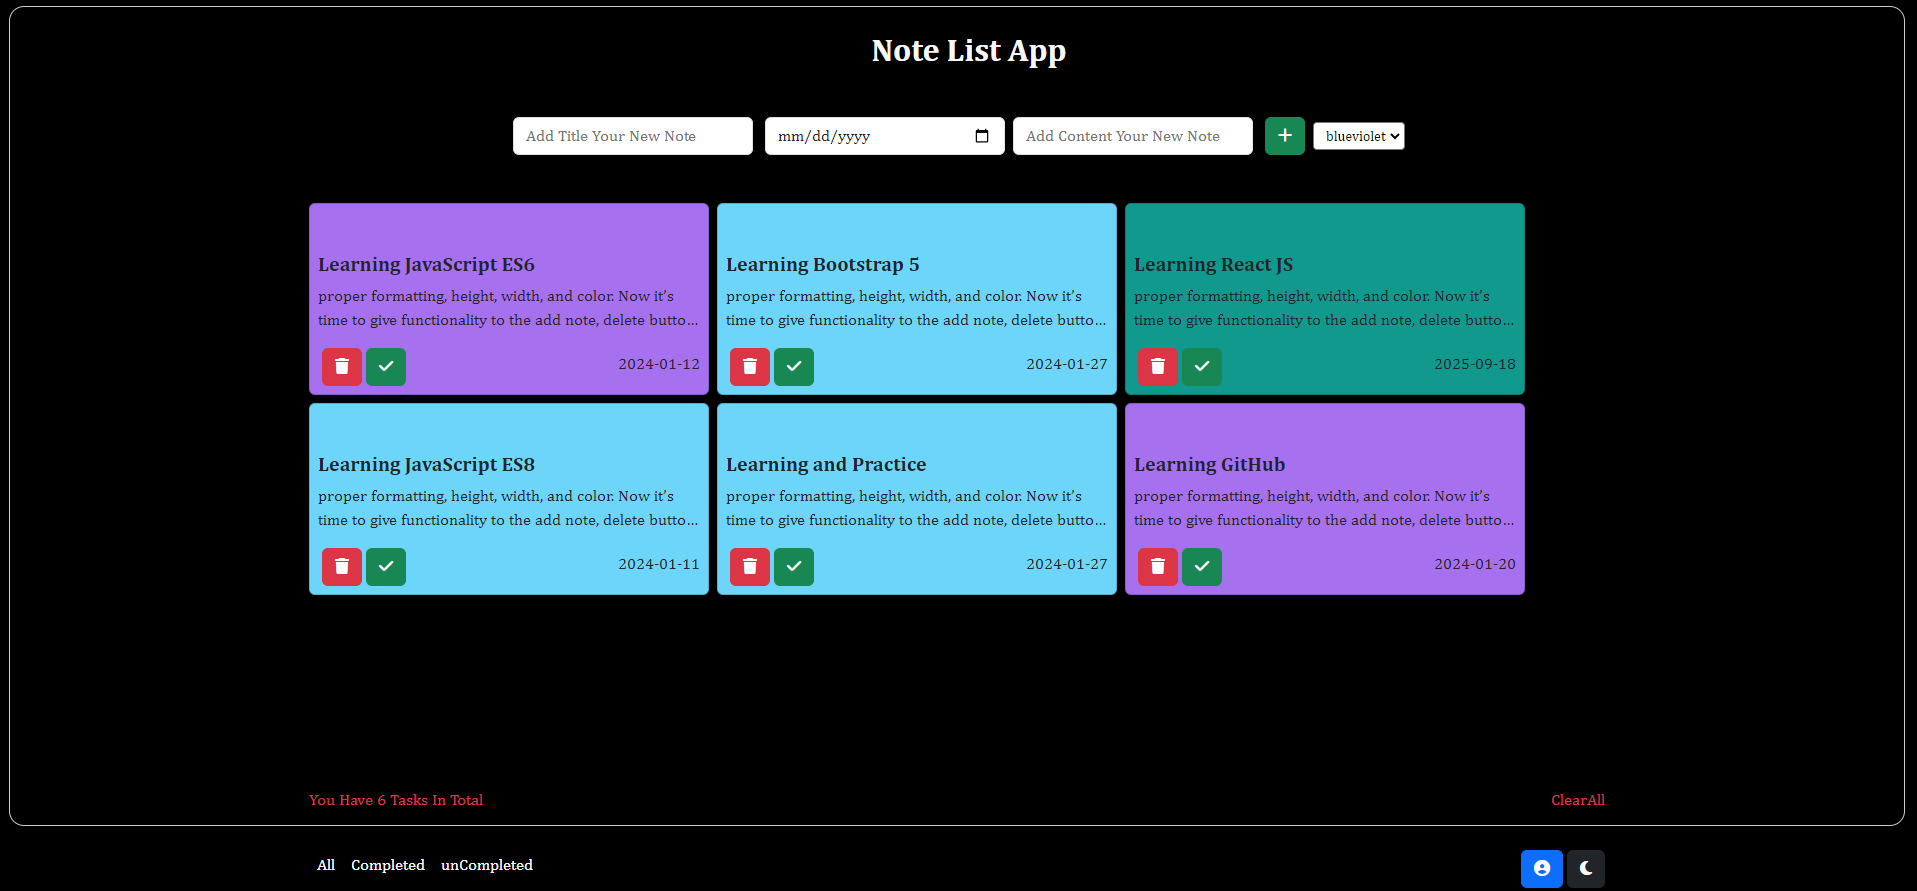 Note List App
Add Title Your New Note
mm/dd/yyyy
Add Content Your New Note
blueviolet
Learning JavaScript ES6
proper formatting, height, width, and color. Now it's
time to give functionality to the add note, delete butto...
2024-01-12
Learning Bootstrap 5
proper formatting, height, width, and color. Now it's
time to give functionality to the add note, delete butto...
2024-01-27
Learning React JS
proper formatting, height, width, and color. Now it's
time to give functionality to the add note, delete butto...
2025-09-18
Learning JavaScript ES8
proper formatting, height, width, and color. Now it's
time to give functionality to the add note, delete butto...
2024-01-11
Learning and Practice
proper formatting, height, width, and color. Now it's
time to give functionality to the add note, delete butto...
2024-01-27
Learning GitHub
proper formatting, height, width, and color. Now it's
time to give functionality to the add note, delete butto...
2024-01-20
You Have 6 Tasks In Total
ClearAll
All Completed unCompleted